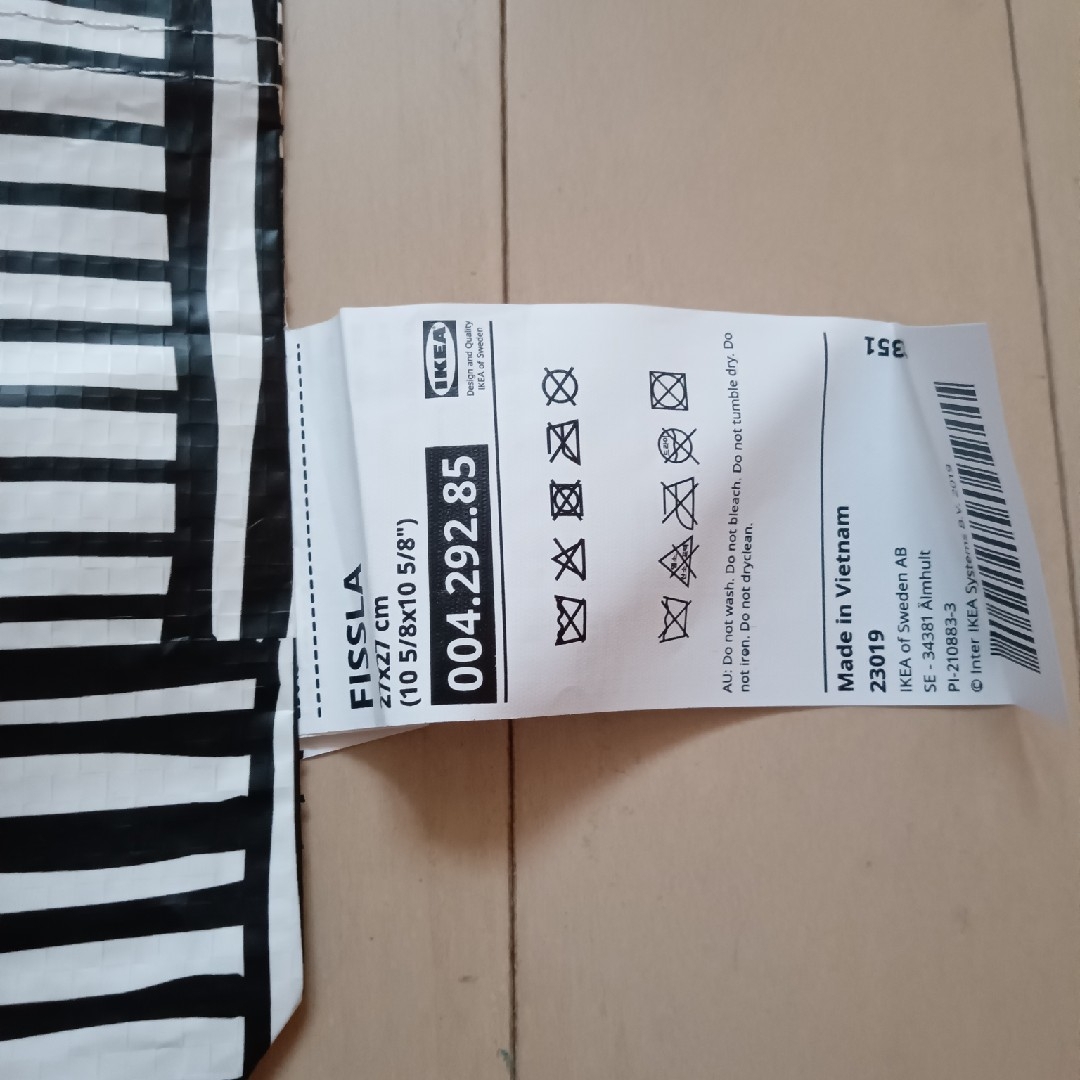 FISSLA
27x27 cm
(10 5/8x10 5/8")
004.292.85
IKEA
Design and Quality
IKEA of Sweden
AU: Do not wash. Do not bleach. Do not tumble dry. Do
not iron. Do not dryclean.
Made in Vietnam
23019
IKEA of Sweden AB
SE - 34381 Älmhult
PI-210883-3
© Inter IKEA Systems B.V. 2019
351